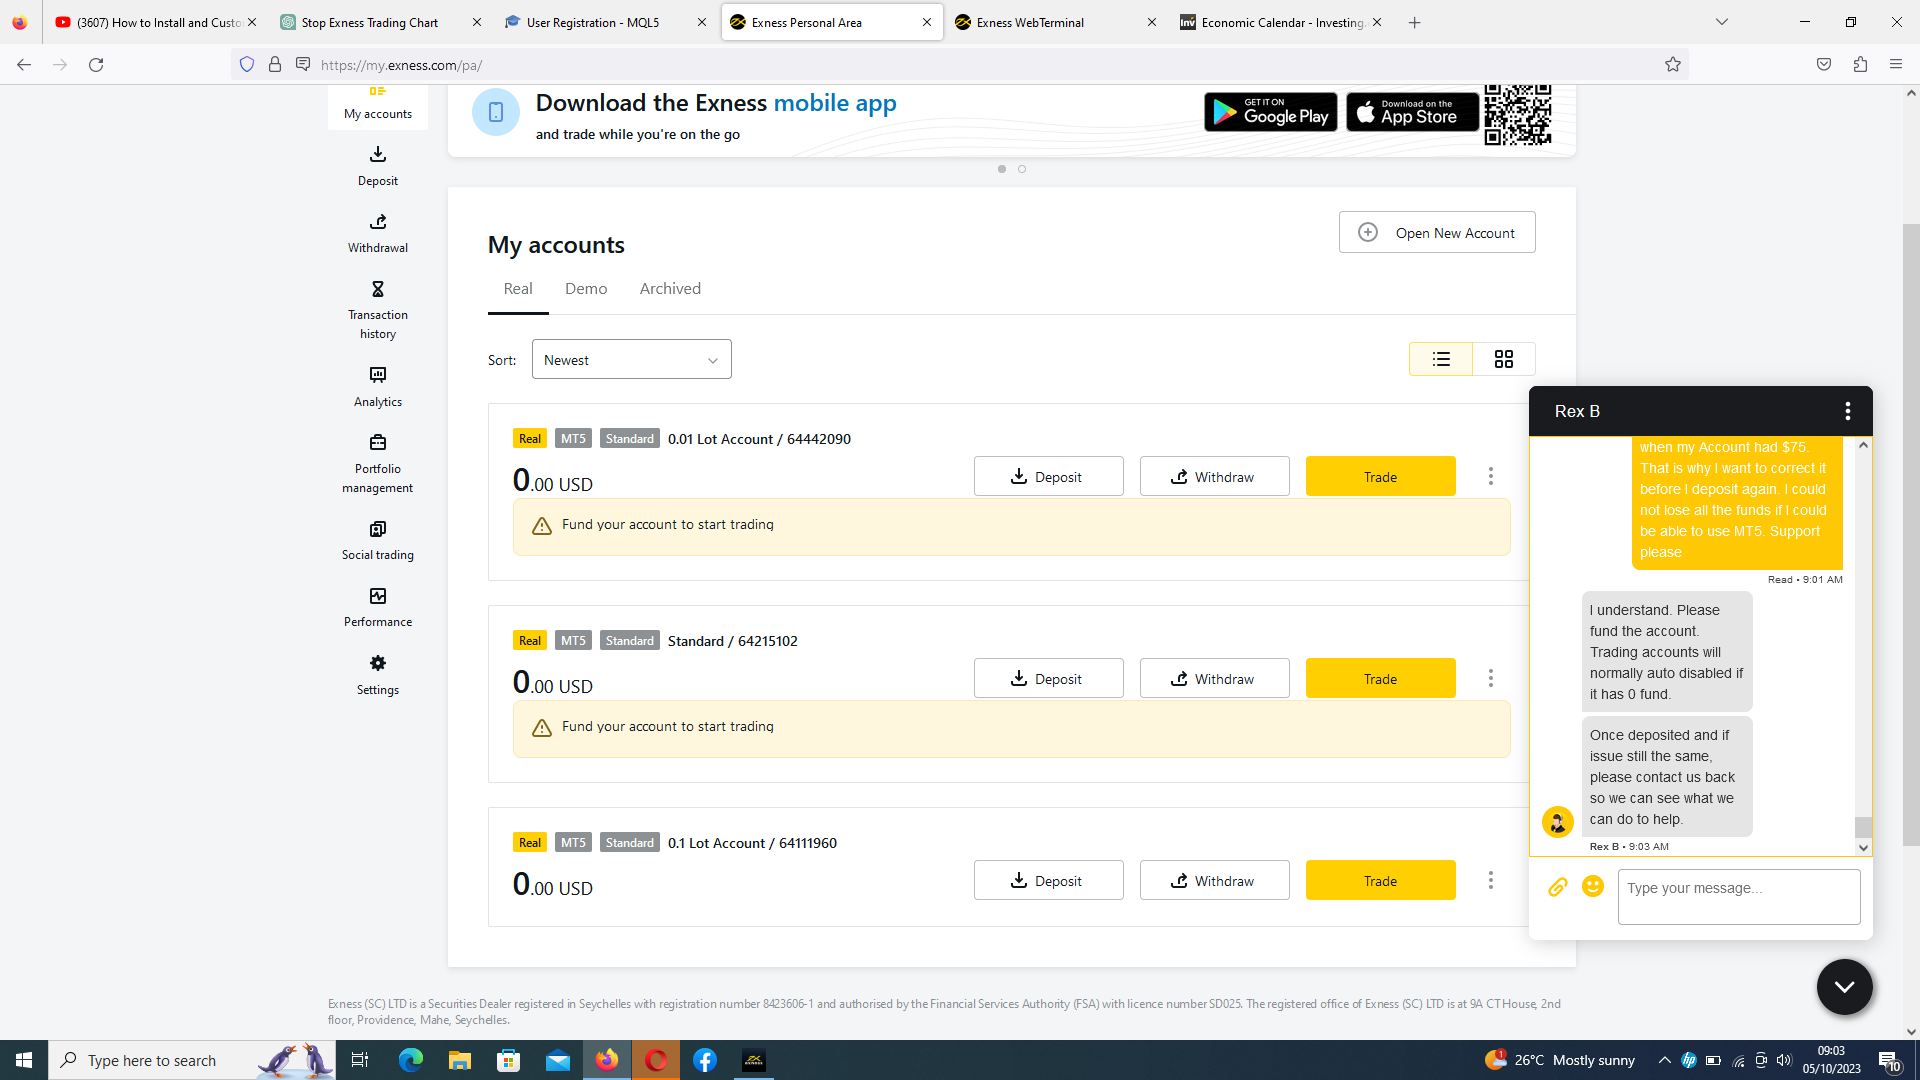 (3607) How to Install and Custo
Stop Exness Trading Chart
User Registration - MQL5
Exness Personal Area
Exness WebTerminal
Economic Calendar - Investing.
https://my.exness.com/pa/
My accounts
Deposit
Withdrawal
Transaction
history
Analytics
Portfolio
management
Social trading
Performance
Settings
Download the Exness mobile app
and trade while you're on the go
GET IT ON
Google Play
Download on the
App Store
My accounts
Open New Account
Real
Demo
Archived
Sort:
Newest
Real MT5 Standard 0.01 Lot Account / 64442090
0.00 USD
Deposit
Withdraw
Trade
Fund your account to start trading
Real MT5 Standard Standard / 64215102
0.00 USD
Deposit
Withdraw
Trade
Fund your account to start trading
Real MT5 Standard 0.1 Lot Account / 64111960
0.00 USD
Deposit
Withdraw
Trade
Rex B
when my Account had $75.
That is why I want to correct it
before I deposit again. I could
not lose all the funds if I could
be able to use MT5. Support
please
Read • 9:01 AM
I understand. Please
fund the account.
Trading accounts will
normally auto disabled if
it has 0 fund.
Once deposited and if
issue still the same,
please contact us back
so we can see what we
can do to help.
Rex B • 9:03 AM
Type your message...
Exness (SC) LTD is a Securities Dealer registered in Seychelles with registration number 8423606-1 and authorised by the Financial Services Authority (FSA) with licence number SD025. The registered office of Exness (SC) LTD is at 9A CT House, 2nd
floor, Providence, Mahe, Seychelles.
Type here to search
1
26°C Mostly sunny
09:03
05/10/2023
10